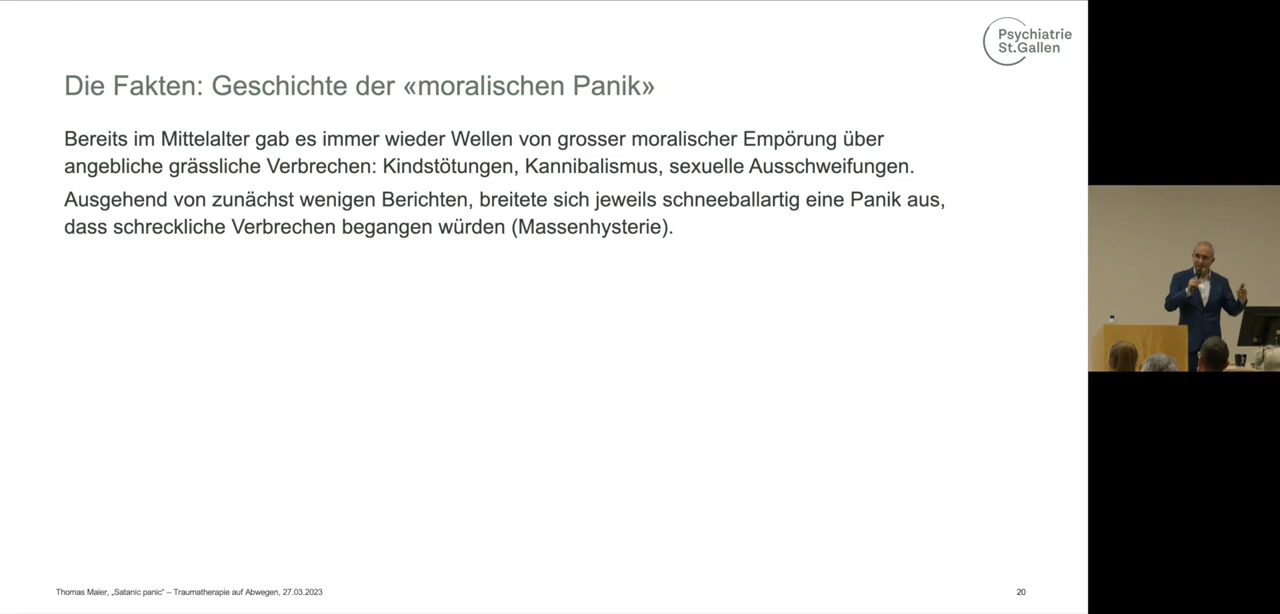 Psychiatrie
St.Gallen
Die Fakten: Geschichte der «moralischen Panik»
Bereits im Mittelalter gab es immer wieder Wellen von grosser moralischer Empörung über
angebliche grässliche Verbrechen: Kindstötungen, Kannibalismus, sexuelle Ausschweifungen.
Ausgehend von zunächst wenigen Berichten, breitete sich jeweils schneeballartig eine Panik aus,
dass schreckliche Verbrechen begangen würden (Massenhysterie).
Thomas Maier, „Satanic panic“ – Traumatherapie auf Abwegen, 27.03.2023
20